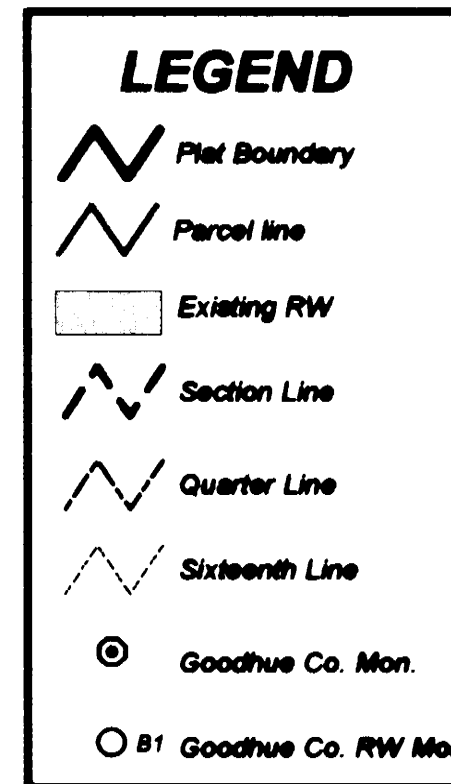 LEGEND
Plat Boundary
Parcel line
Existing RW
Section Line
Quarter Line
Sixteenth Line
Goodhue Co. Mon.
B1 Goodhue Co. RW